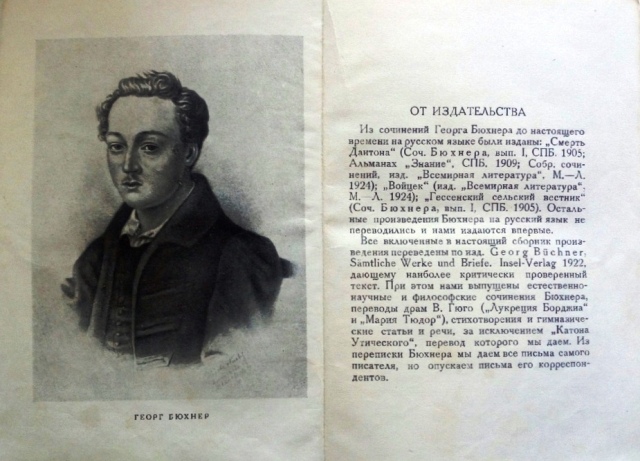 ГЕОРГ БЮХНЕР
ОТ ИЗДАТЕЛЬСТВА
Из сочинений Георга Бюхнера до настоящего
времени на русском языке были изданы: „Смерть
Дантона“ (Соч. Бюхнера, вып. I, СПБ. 1905;
Альманах „Знание“, СПБ. 1909; Собр. сочи-
нений, изд. „Всемирная литература“, М.—Л.
1924); „Войцек“ (изд. „Всемирная литература“,
М.—Л. 1924); „Гессенский сельский вестник“
(Соч. Бюхнера, вып. I, СПБ. 1905). Осталь-
ные произведения Бюхнера на русский язык не
переводились и нами издаются впервые.
Все включенные в настоящий сборник произ-
ведения переведены по изд. Georg Büchner,
Sämtliche Werke und Briefe. Insel-Verlag 1922,
дающему наиболее критически проверенный
текст. При этом нами выпущены естественно-
научные и философские сочинения Бюхнера,
переводы драм В. Гюго („Лукреция Борджиа“
и „Мария Тюдор“), стихотворения и гимназиче-
ские статьи и речи, за исключением „Катона
Утического“, перевод которого мы даем. Из
переписки Бюхнера мы даем все письма самого
писателя, но опускаем письма его корреспон-
дентов.